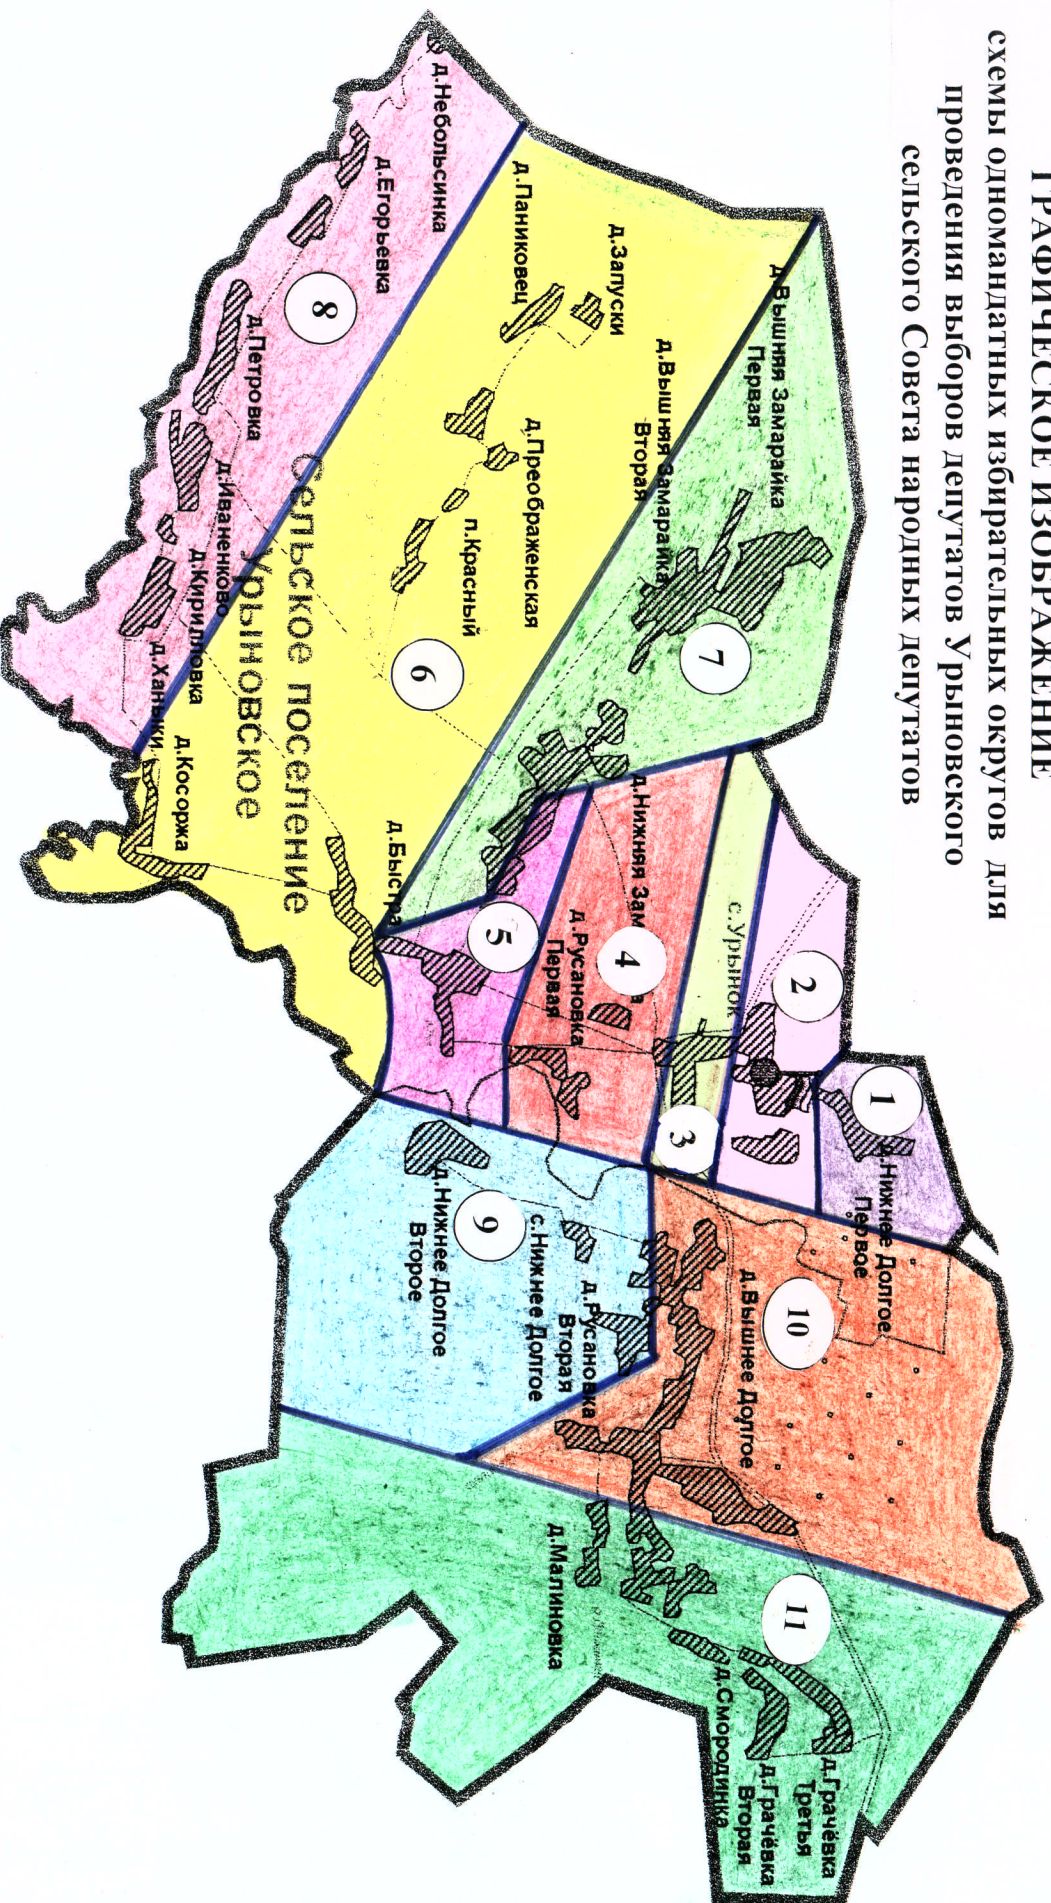 ГРАФИЧЕСКОЕ ИЗОБРАЖЕНИЕ
схемы одномандатных избирательных округов для
проведения выборов депутатов Урыновского
сельского Совета народных депутатов
д.Небольсинка
д.Егорьевка
8
д.Петровка
д.Иваненково
д.Кирилловка
д.Ханыки
д.Паниковец
д.Запуски
д.Преображенская
п.Красный
6
д.Вышняя Замарайка
Вторая
д.Вышняя Замарайка
Первая
7
Сельское поселение
Урыновское
д.Косоржа
д.Быстра
д.Нижняя
5
4
д.Русановка
Первая
с.Урынок
2
3
1
д.Нижнее Долгое
Первое
9
д.Нижнее Долгое
Второе
с.Нижнее Долгое
д.Русановка
Вторая
10
д.Вышнее Долгое
д.Малиновка
11
д.Смородинка
д.Грачёвка
Вторая
д.Грачёвка
Третья